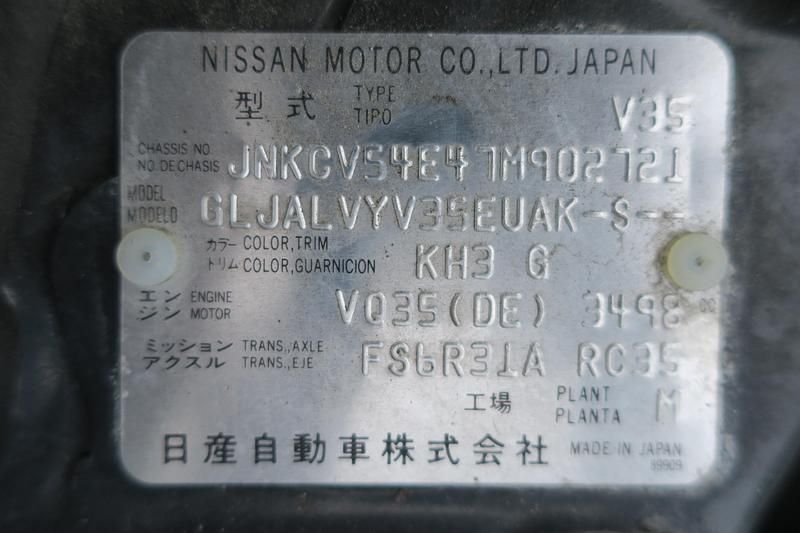 NISSAN MOTOR CO.,LTD. JAPAN
型式 TYPE TIPO V35
CHASSIS NO. NO. DE CHASIS JNKCV54E47M902721
MODEL MODELO GLJALVYV35EUAK-S--
カラー COLOR,TRIM
トリム COLOR,GUARNICION KH3 G
エンジン ENGINE MOTOR VQ35(DE) 3498 CC
ミッション TRANS.,AXLE
アクスル TRANS.,EJE FS6R31A RC35
工場 PLANT PLANTA M
日産自動車株式会社 MADE IN JAPAN
89909